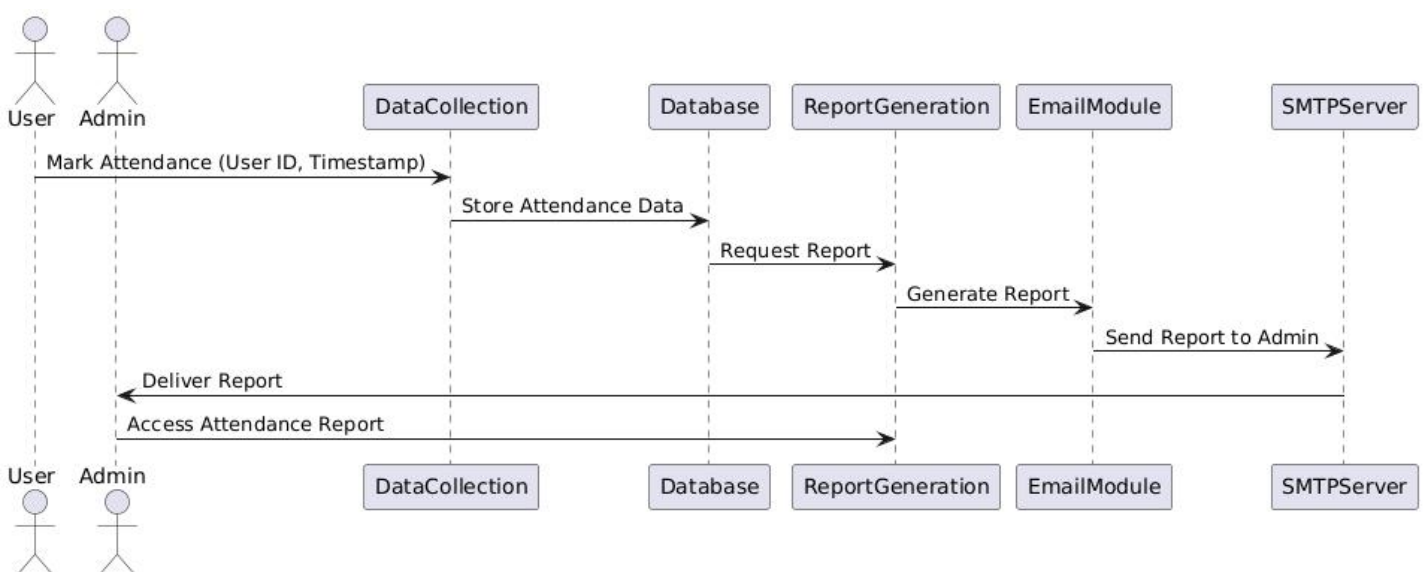 DataCollection Database ReportGeneration EmailModule SMTPServer
User Admin
Mark Attendance (User ID, Timestamp)
Store Attendance Data
Request Report
Generate Report
Send Report to Admin
Deliver Report
Access Attendance Report
User Admin
DataCollection Database ReportGeneration EmailModule SMTPServer